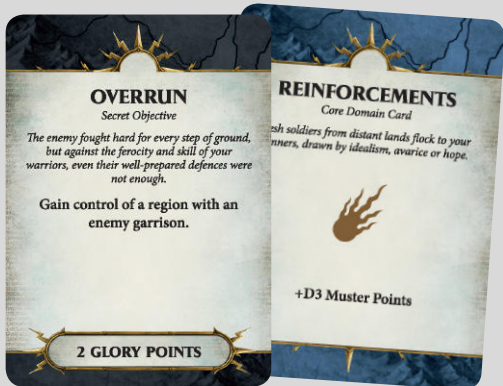 OVERRUN
Secret Objective
The enemy fought hard for every step of ground,
but against the ferocity and skill of your
warriors, even their well-prepared defences were
not enough.
Gain control of a region with an
enemy garrison.
2 GLORY POINTS
REINFORCEMENTS
Core Domain Card
esh soldiers from distant lands flock to your
nners, drawn by idealism, avarice or hope.
+D3 Muster Points